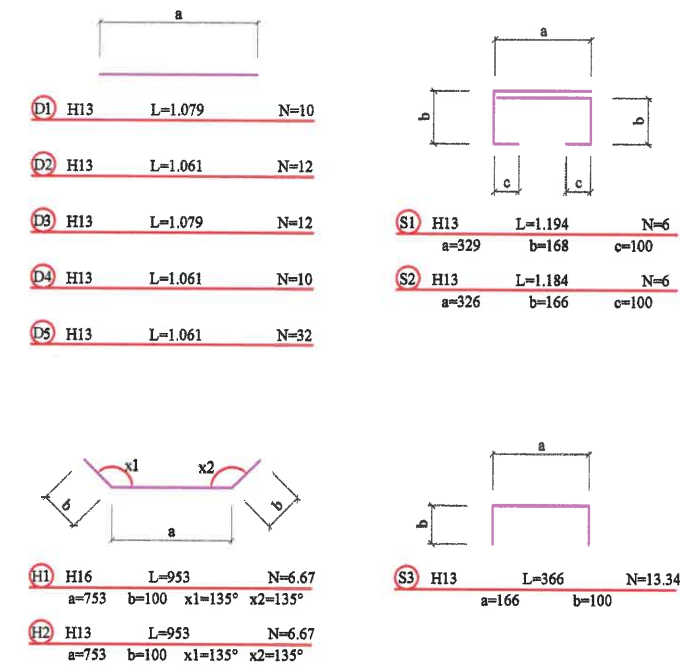 a
D1 H13 L=1.079 N=10
D2 H13 L=1.061 N=12
D3 H13 L=1.079 N=12
D4 H13 L=1.061 N=10
D5 H13 L=1.061 N=32
a
b
b
c c
S1 H13 L=1.194 N=6
a=329 b=168 c=100
S2 H13 L=1.184 N=6
a=326 b=166 c=100
x1 x2
b b
a
H1 H16 L=953 N=6.67
a=753 b=100 x1=135° x2=135°
H2 H13 L=953 N=6.67
a=753 b=100 x1=135° x2=135°
a
b
S3 H13 L=366 N=13.34
a=166 b=100